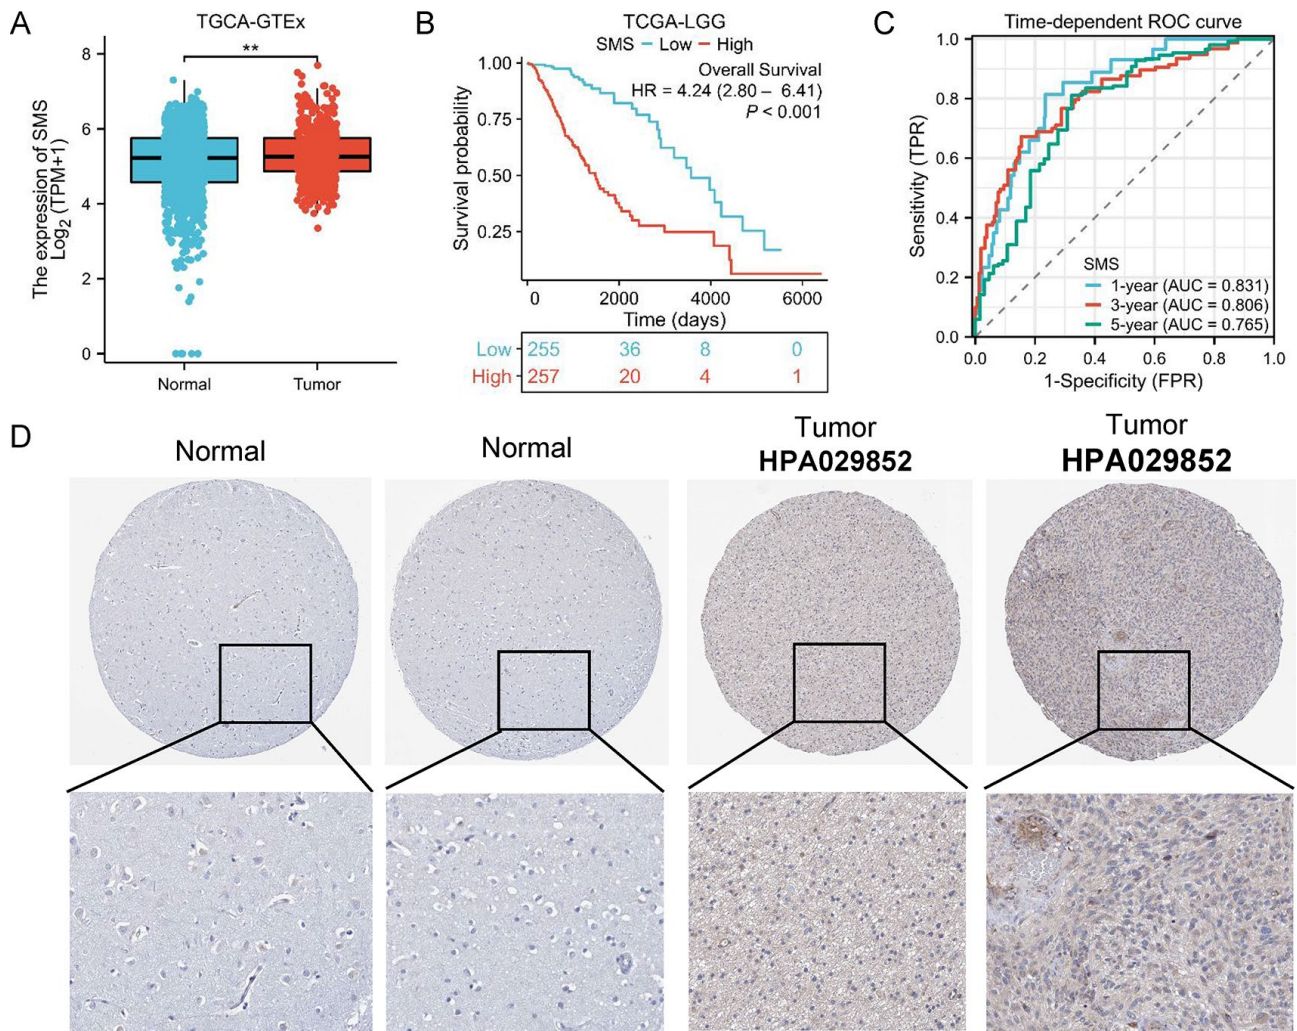 A
TGCA-GTEx
**
The expression of SMS
Log2 (TPM+1)
8
6
4
2
0
Normal
Tumor
B
TCGA-LGG
SMS Low High
Overall Survival
HR = 4.24 (2.80 – 6.41)
P < 0.001
Survival probability
1.00
0.75
0.50
0.25
0 2000 4000 6000
Time (days)
Low 255 36 8 0
High 257 20 4 1
C
Time-dependent ROC curve
Sensitivity (TPR)
1.0
0.8
0.6
0.4
0.2
0.0
SMS
1-year (AUC = 0.831)
3-year (AUC = 0.806)
5-year (AUC = 0.765)
0.0 0.2 0.4 0.6 0.8 1.0
1-Specificity (FPR)
D
Normal
Normal
Tumor
HPA029852
Tumor
HPA029852